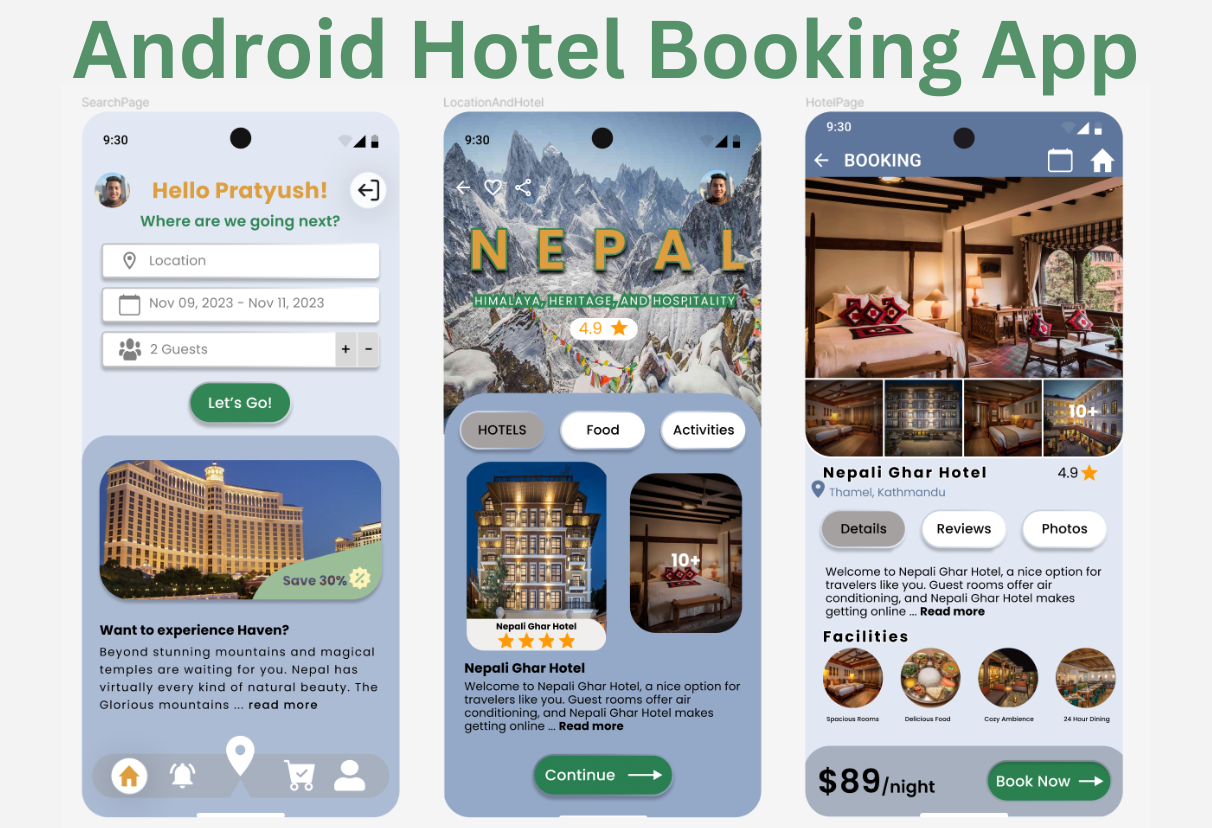 Android Hotel Booking App
SearchPage
9:30
Hello Pratyush!
Where are we going next?
Location
Nov 09, 2023 - Nov 11, 2023
2 Guests
+ -
Let's Go!
Save 30%
Want to experience Haven?
Beyond stunning mountains and magical
temples are waiting for you. Nepal has
virtually every kind of natural beauty. The
Glorious mountains ... read more
LocationAndHotel
9:30
NEPAL
HIMALAYA, HERITAGE, AND HOSPITALITY
4.9
HOTELS Food Activities
10+
Nepali Ghar Hotel
Nepali Ghar Hotel
Welcome to Nepali Ghar Hotel, a nice option for
travelers like you. Guest rooms offer air
conditioning, and Nepali Ghar Hotel makes
getting online ... Read more
Continue
HotelPage
9:30
BOOKING
10+
Nepali Ghar Hotel 4.9
Thamel, Kathmandu
Details Reviews Photos
Welcome to Nepali Ghar Hotel, a nice option for
travelers like you. Guest rooms offer air
conditioning, and Nepali Ghar Hotel makes
getting online ... Read more
Facilities
Spacious Rooms Delicious Food Cozy Ambience 24 Hour Dining
$89/night Book Now